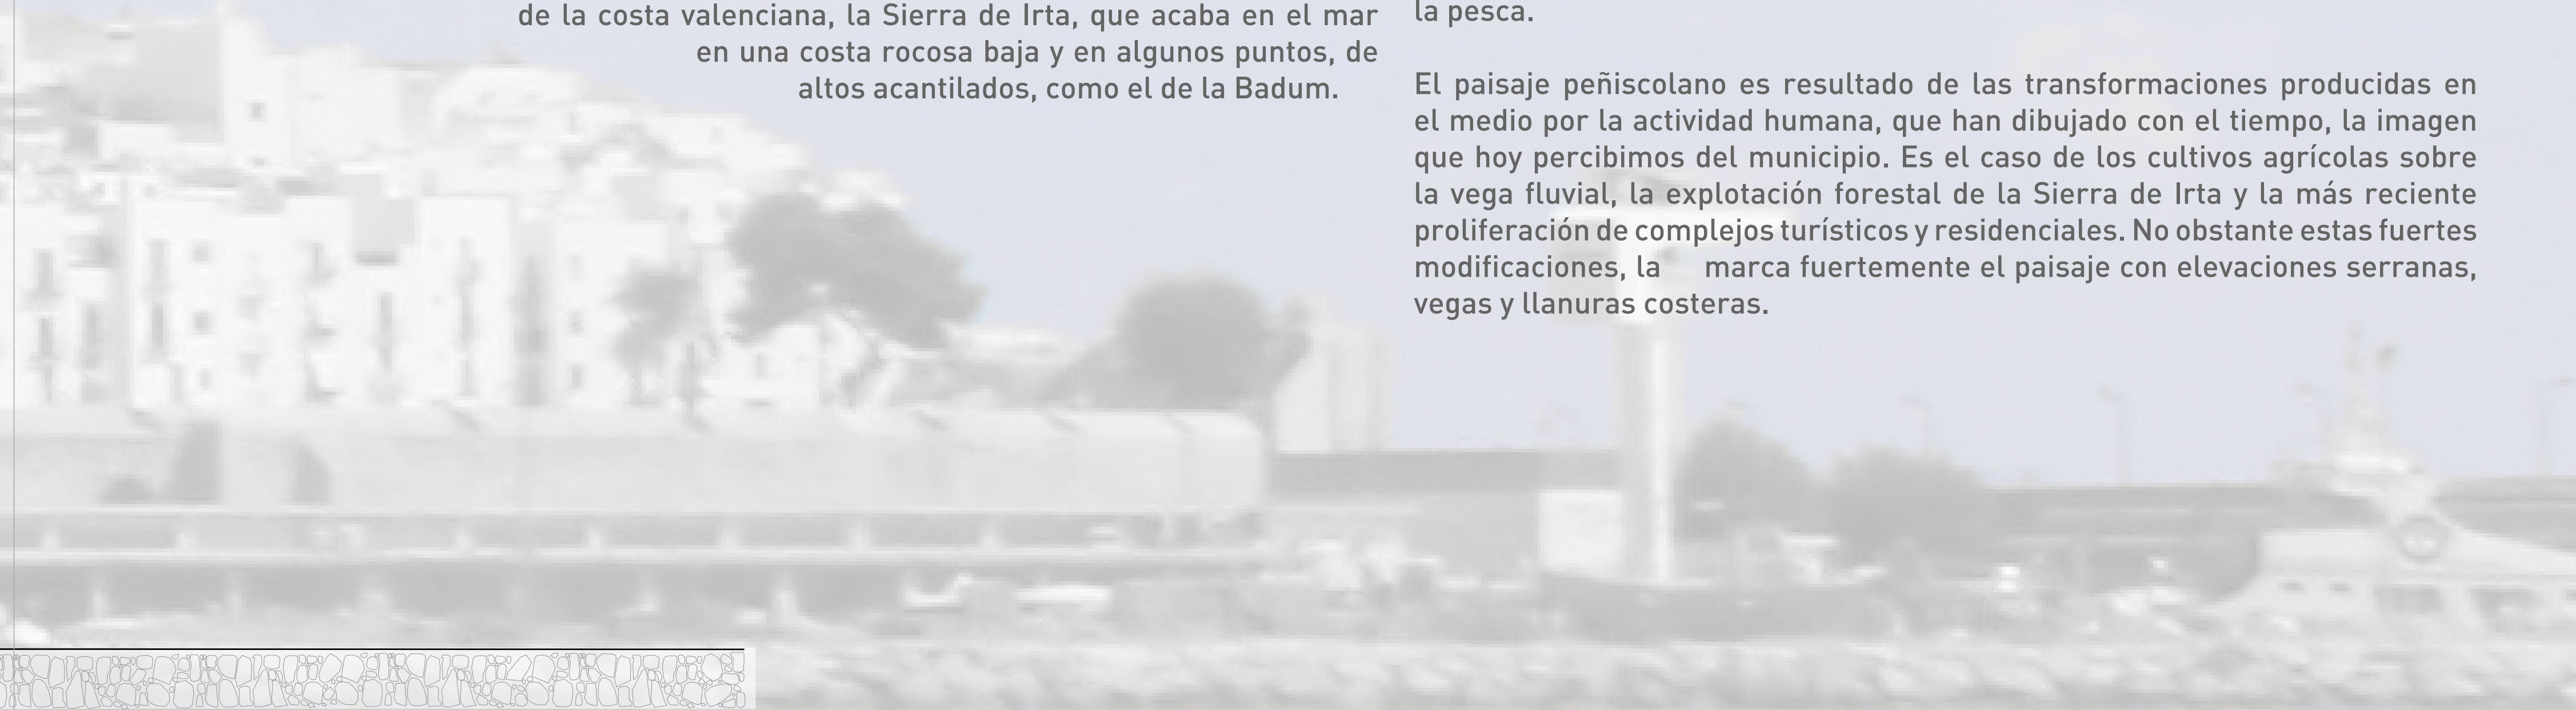 de la costa valenciana, la Sierra de Irta, que acaba en el mar
en una costa rocosa baja y en algunos puntos, de
altos acantilados, como el de la Badum.
la pesca.
El paisaje peñiscolano es resultado de las transformaciones producidas en
el medio por la actividad humana, que han dibujado con el tiempo, la imagen
que hoy percibimos del municipio. Es el caso de los cultivos agrícolas sobre
la vega fluvial, la explotación forestal de la Sierra de Irta y la más reciente
proliferación de complejos turísticos y residenciales. No obstante estas fuertes
modificaciones, la marca fuertemente el paisaje con elevaciones serranas,
vegas y llanuras costeras.